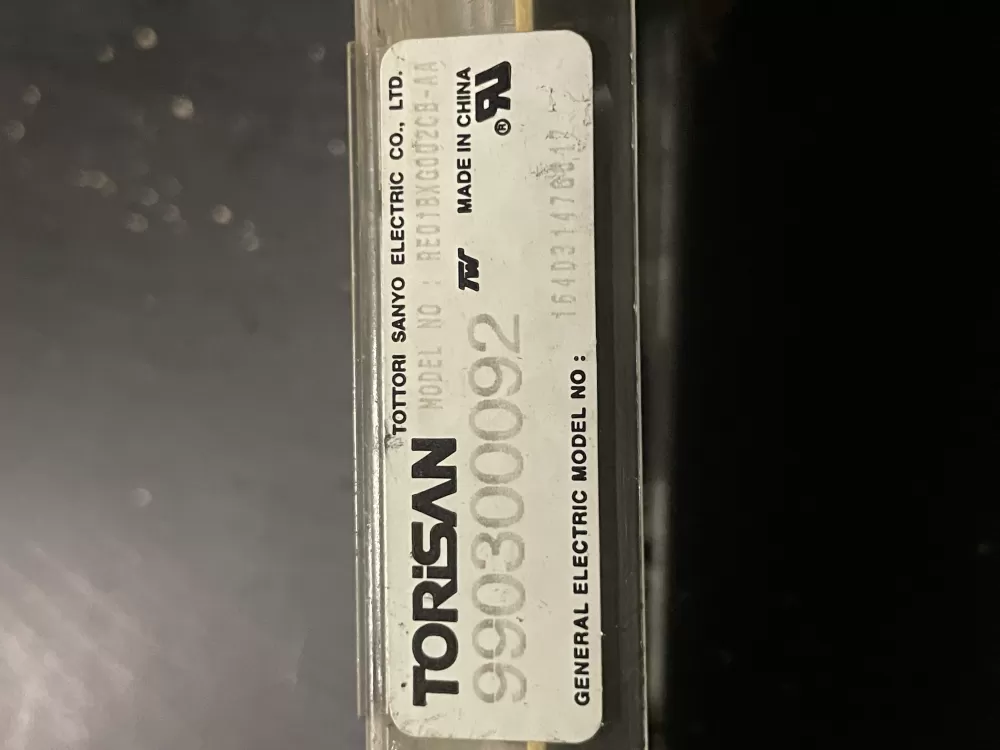 TOTTORI SANYO ELECTRIC CO., LTD.
TORiSAN MODEL NO : RE01BXG002CB-AA
MADE IN CHINA
990300092
GENERAL ELECTRIC MODEL NO :